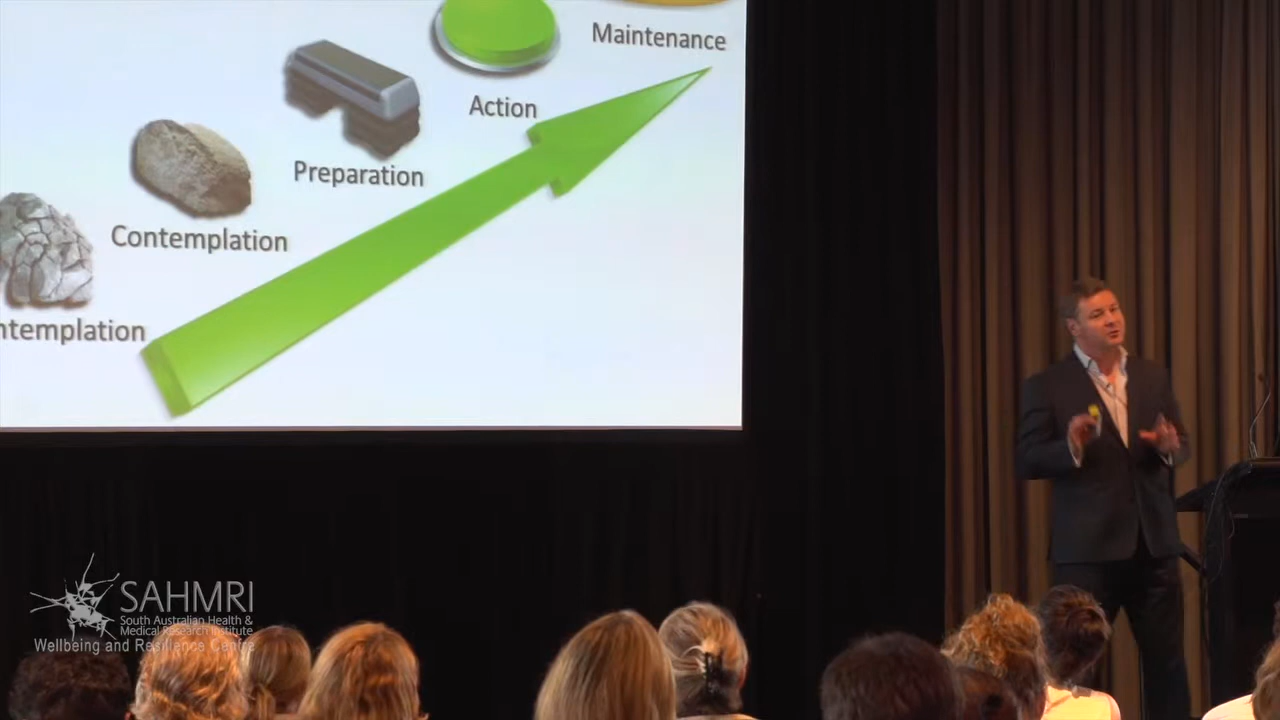 Maintenance
Action
Preparation
Contemplation
ntemplation
SAHMRI
South Australian Health &
Medical Research Institute
Wellbeing and Resilience Centre